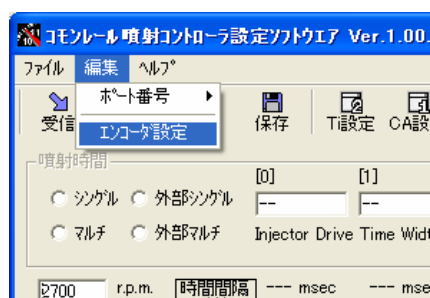 コモンレール噴射コントローラ設定ソフトウエア Ver.1.00.
ファイル 編集 ヘルプ
ポート番号
エンコーダ設定
受信 保存 Ti設定 CA設
噴射時間
[0] [1]
シングル 外部シングル -- --
マルチ 外部マルチ Injector Drive Time Widt
2700 r.p.m. 時間間隔 --- msec --- mse